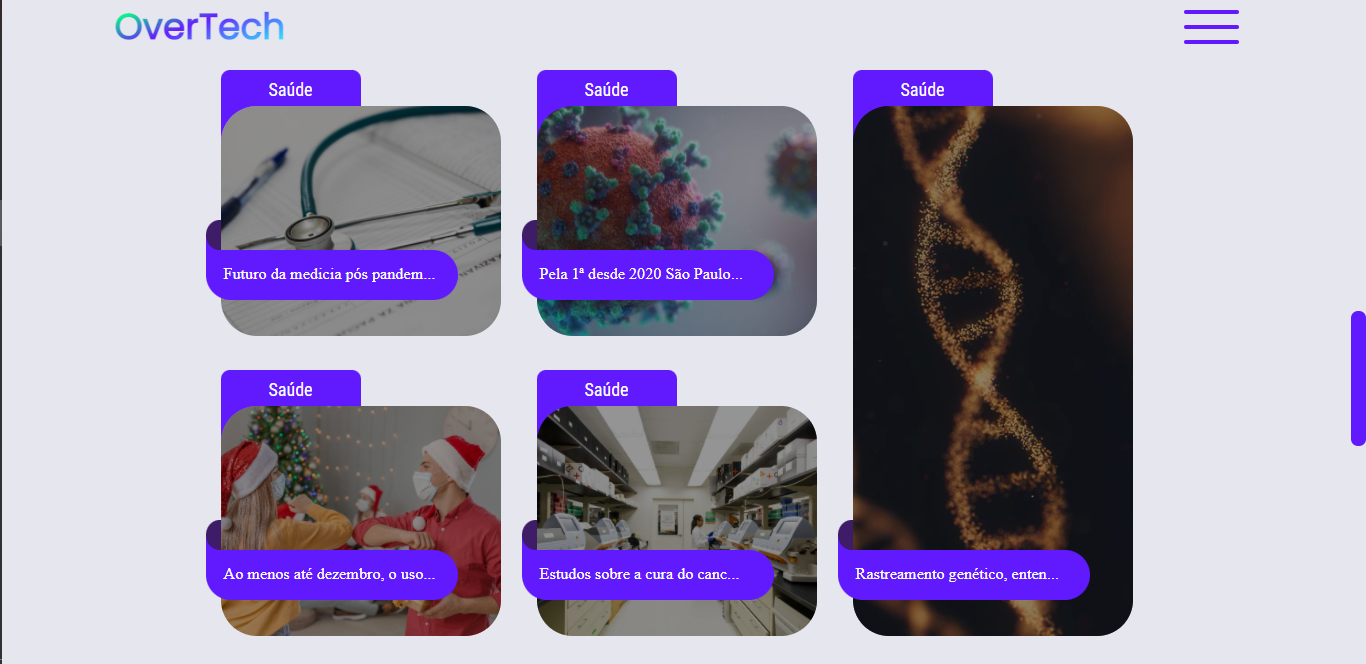 OverTech
Saúde
Saúde
Saúde
Futuro da medicia pós pandem...
Pela 1ª desde 2020 São Paulo...
Saúde
Saúde
Ao menos até dezembro, o uso...
Estudos sobre a cura do canc...
Rastreamento genético, enten...